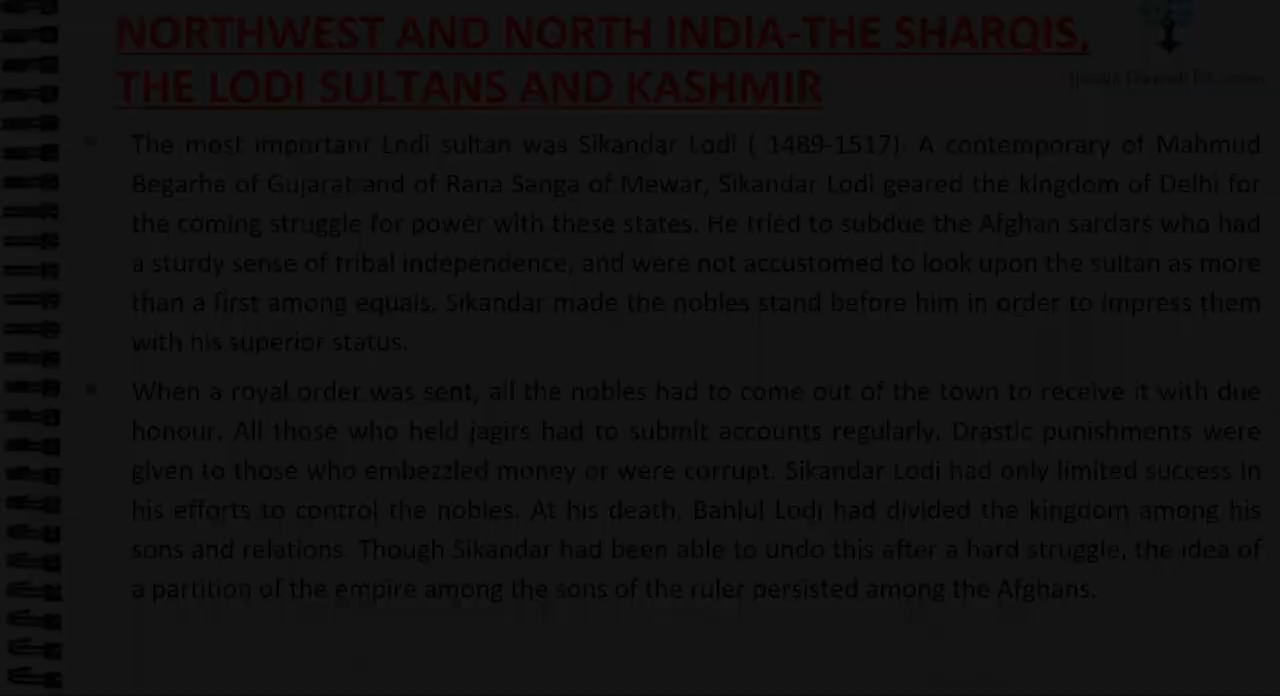 NORTHWEST AND NORTH INDIA-THE SHARQIS,
THE LODI SULTANS AND KASHMIR
The most important Lodi sultan was Sikandar Lodi ( 1489-1517). A contemporary of Mahmud
Begarha of Gujarat and of Rana Sanga of Mewar, Sikandar Lodi geared the kingdom of Delhi for
the coming struggle for power with these states. He tried to subdue the Afghan sardars who had
a sturdy sense of tribal independence, and were not accustomed to look upon the sultan as more
than a first among equals. Sikandar made the nobles stand before him in order to impress them
with his superior status.
When a royal order was sent, all the nobles had to come out of the town to receive it with due
honour. All those who held jagirs had to submit accounts regularly. Drastic punishments were
given to those who embezzled money or were corrupt. Sikandar Lodi had only limited success in
his efforts to control the nobles. At his death, Bahlul Lodi had divided the kingdom among his
sons and relations. Though Sikandar had been able to undo this after a hard struggle, the idea of
a partition of the empire among the sons of the ruler persisted among the Afghans.